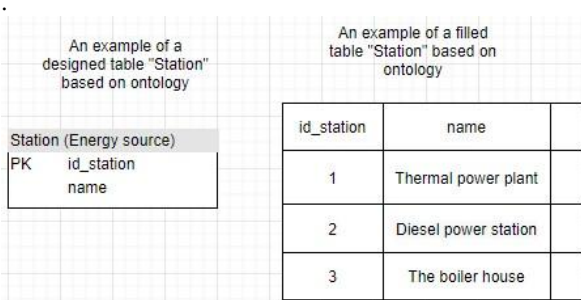 An example of a
designed table "Station"
based on ontology
Station (Energy source)
PK id_station
name
An example of a filled
table "Station" based on
ontology
id_station name
1 Thermal power plant
2 Diesel power station
3 The boiler house